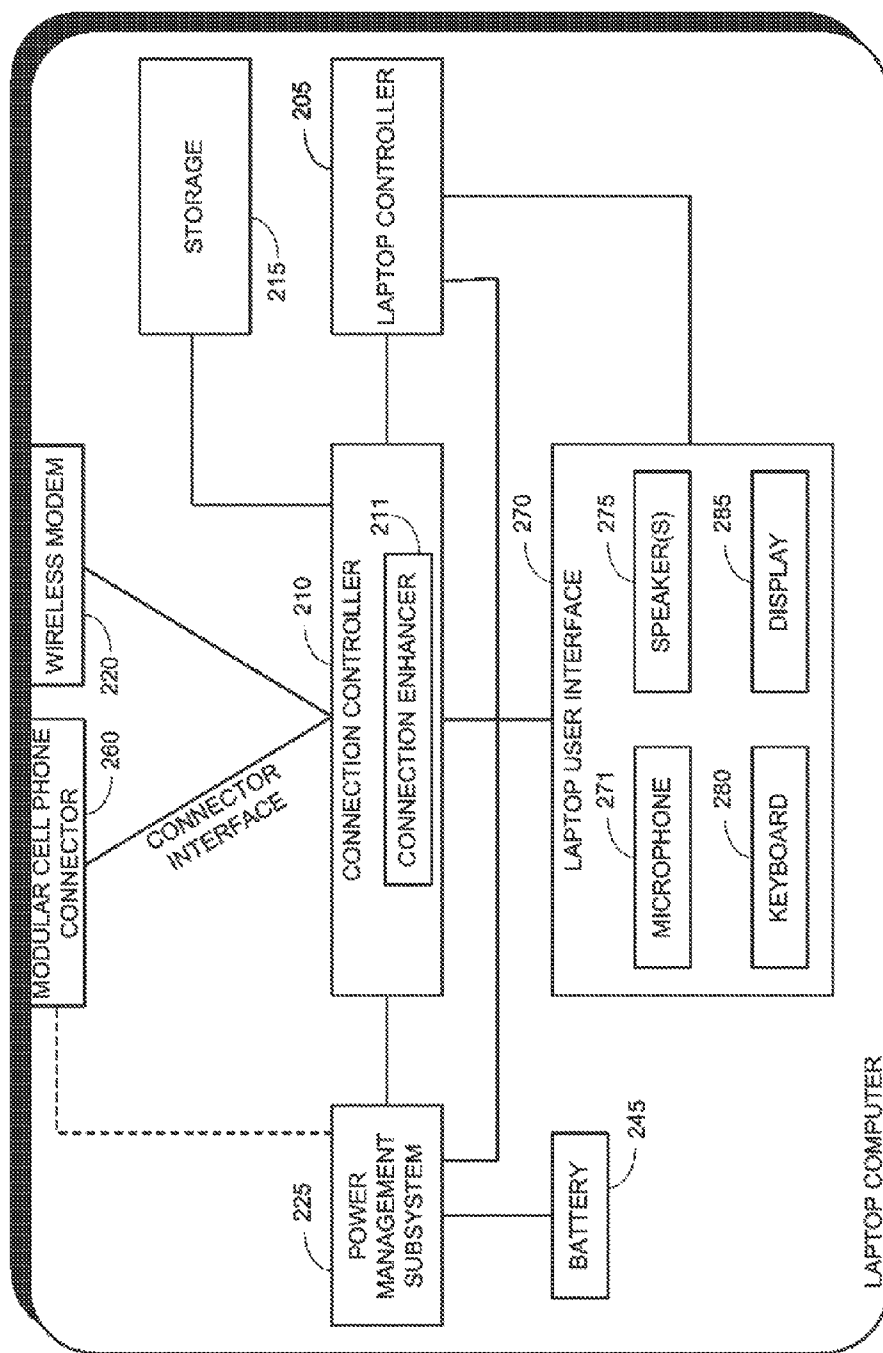 MODULAR CELL PHONE
CONNECTOR
260
WIRELESS MODEM
220
STORAGE
215
CONNECTOR
INTERFACE
225
POWER
MANAGEMENT
SUBSYSTEM
CONNECTION CONTROLLER
210
CONNECTION ENHANCER
211
LAPTOP CONTROLLER
205
BATTERY
245
LAPTOP USER INTERFACE
270
271
MICROPHONE
275
SPEAKER(S)
280
KEYBOARD
285
DISPLAY
LAPTOP COMPUTER